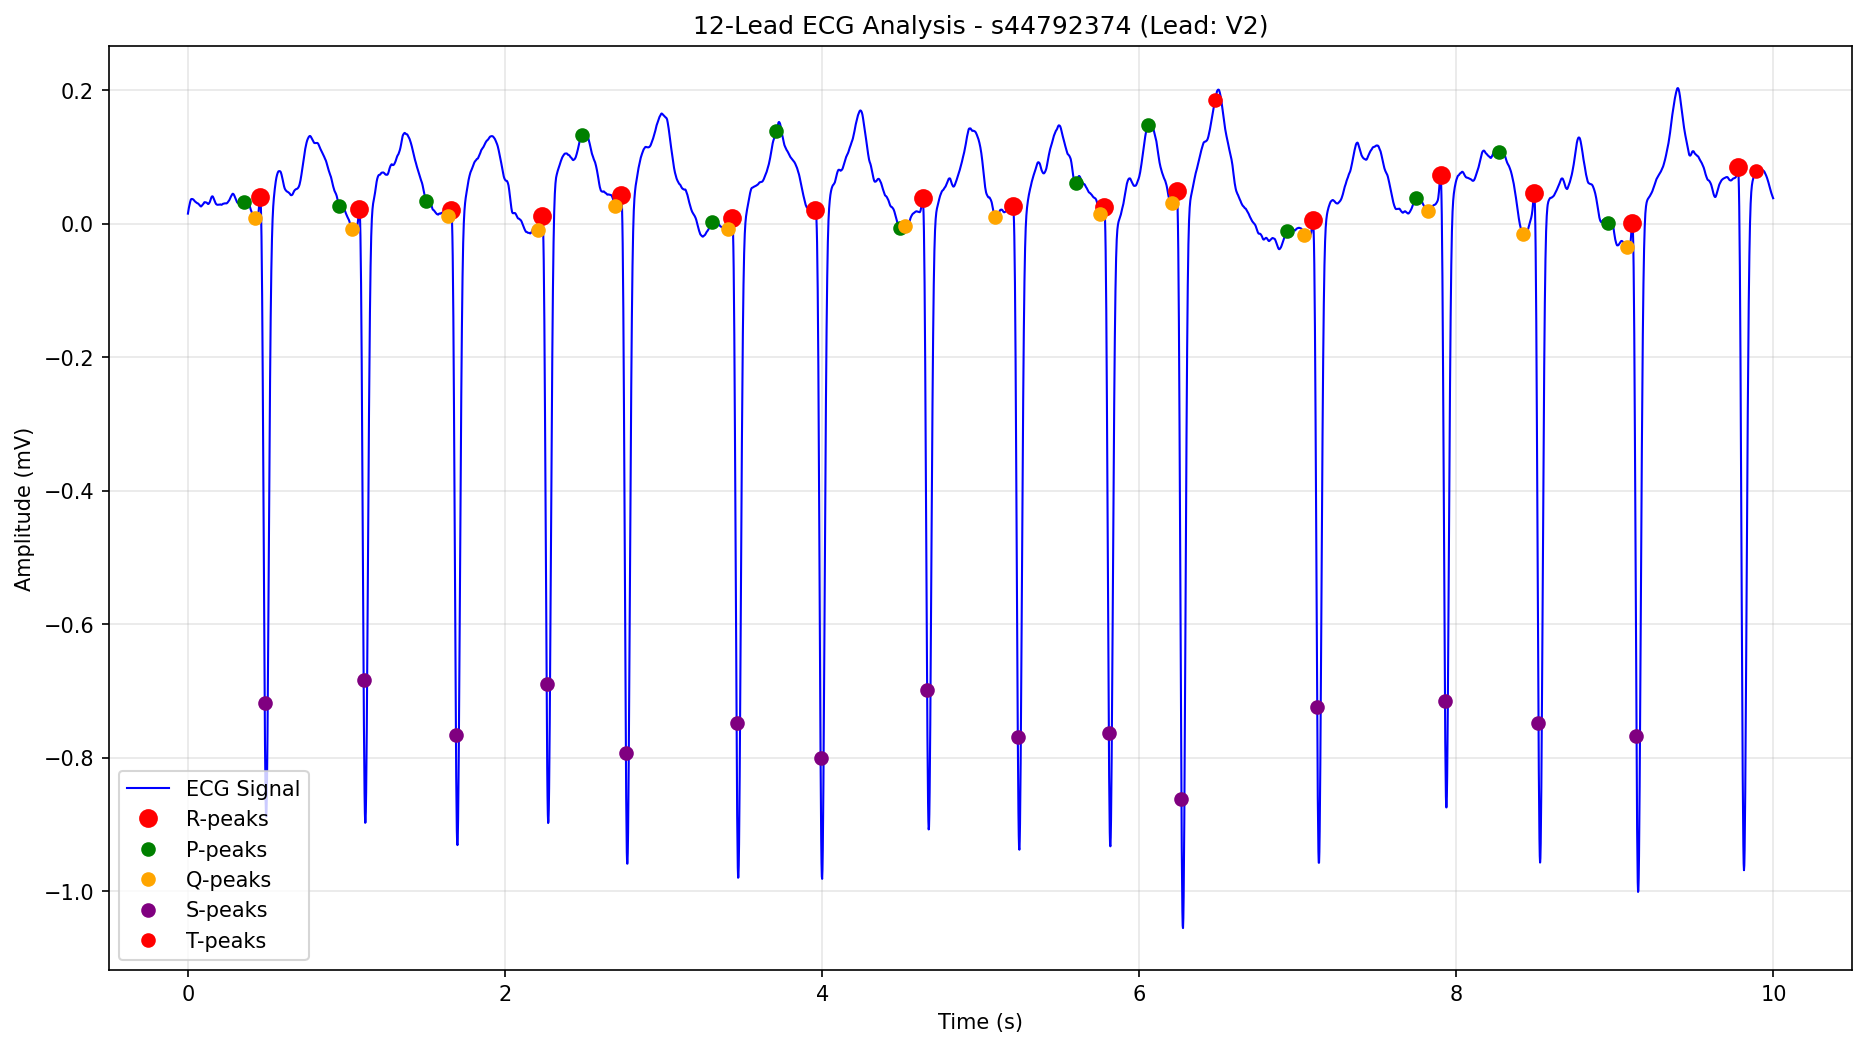 12-Lead ECG Analysis - s44792374 (Lead: V2)
Amplitude (mV)
0.2
0.0
−0.2
−0.4
−0.6
−0.8
−1.0
ECG Signal
R-peaks
P-peaks
Q-peaks
S-peaks
T-peaks
0 2 4 6 8 10
Time (s)